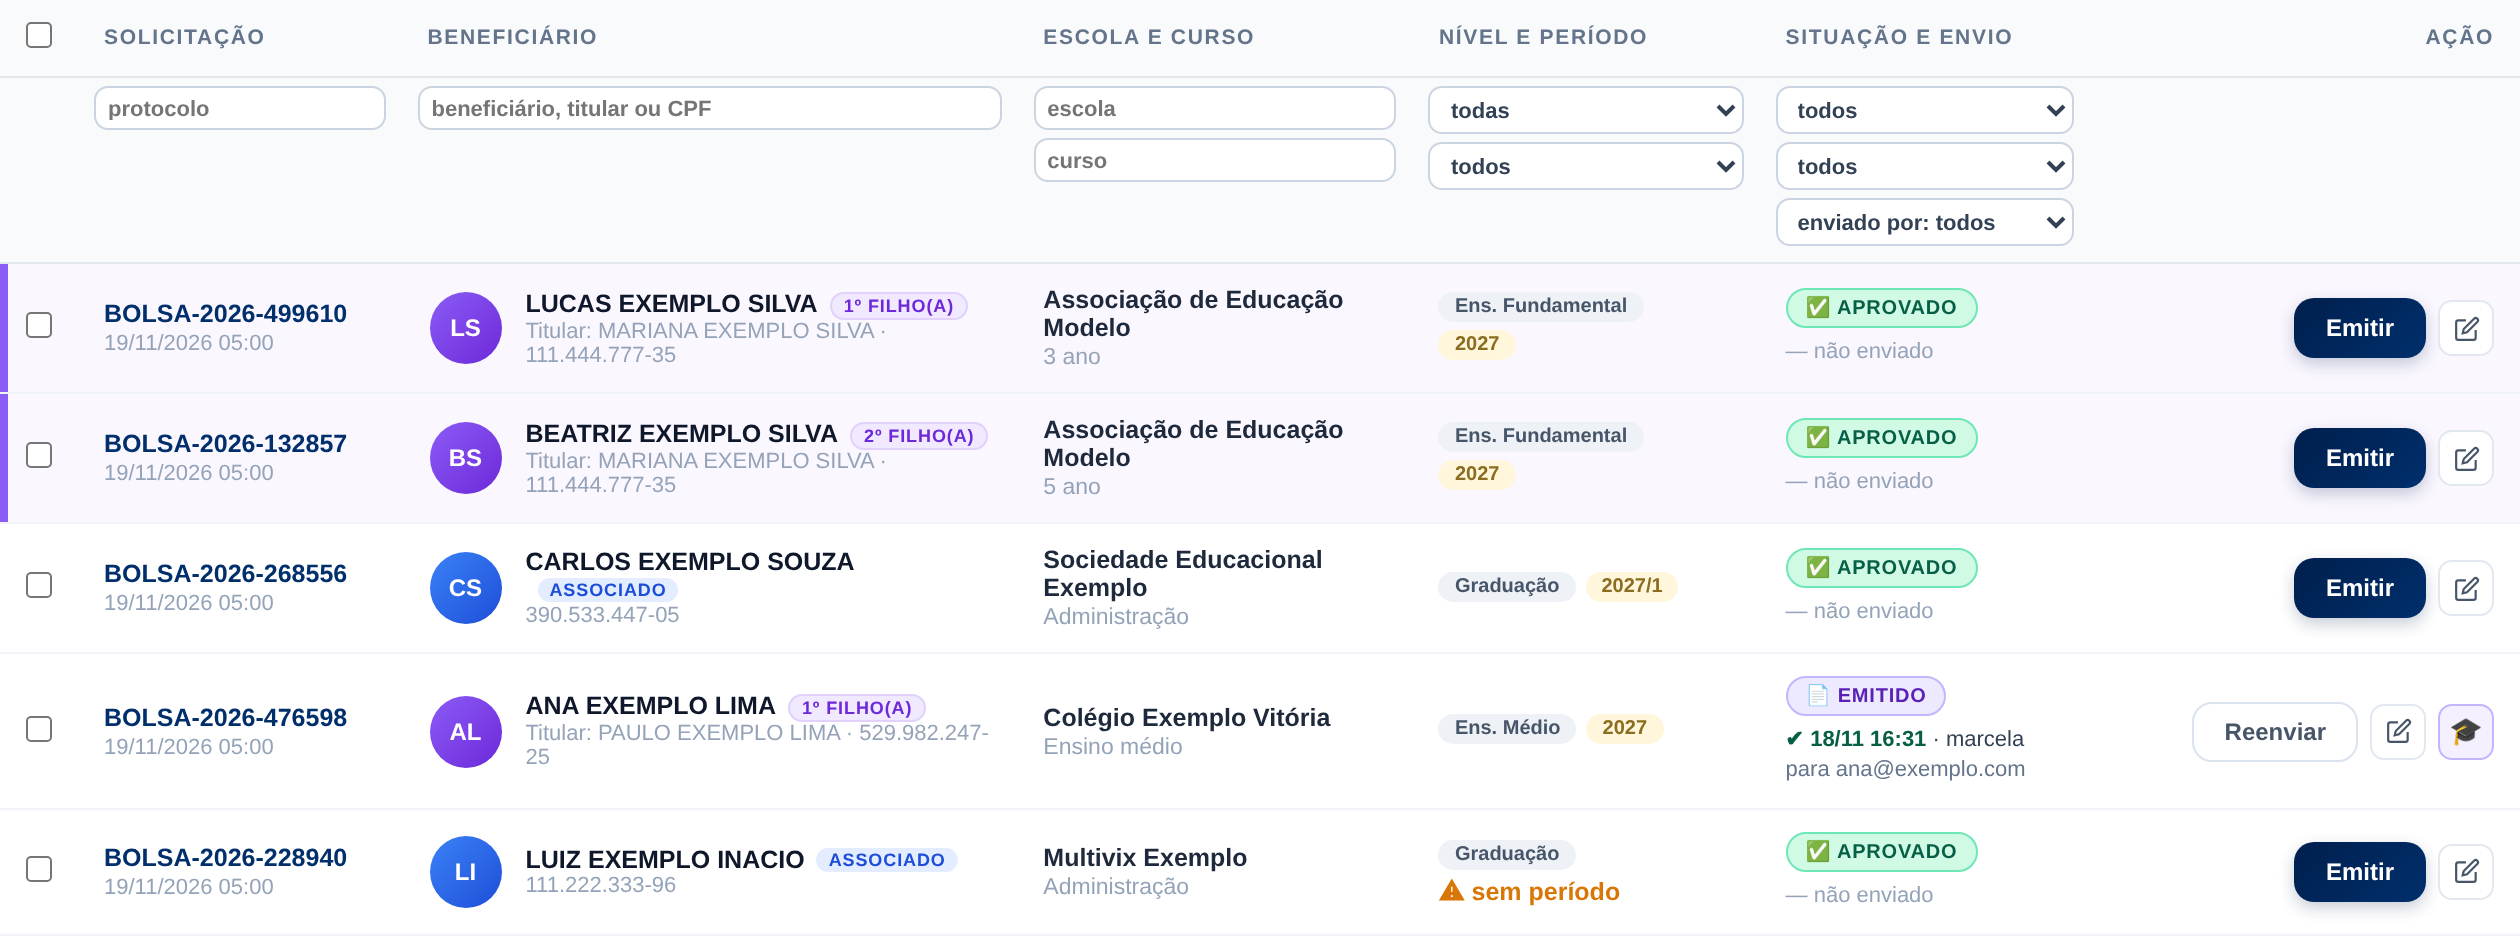 SOLICITAÇÃO BENEFICIÁRIO ESCOLA E CURSO NÍVEL E PERÍODO SITUAÇÃO E ENVIO AÇÃO
protocolo beneficiário, titular ou CPF escola todas todos
curso todos todos
enviado por: todos
BOLSA-2026-499610
19/11/2026 05:00
LS
LUCAS EXEMPLO SILVA 1º FILHO(A)
Titular: MARIANA EXEMPLO SILVA ·
111.444.777-35
Associação de Educação
Modelo
3 ano
Ens. Fundamental
2027
✅ APROVADO
— não enviado
Emitir
BOLSA-2026-132857
19/11/2026 05:00
BS
BEATRIZ EXEMPLO SILVA 2º FILHO(A)
Titular: MARIANA EXEMPLO SILVA ·
111.444.777-35
Associação de Educação
Modelo
5 ano
Ens. Fundamental
2027
✅ APROVADO
— não enviado
Emitir
BOLSA-2026-268556
19/11/2026 05:00
CS
CARLOS EXEMPLO SOUZA
ASSOCIADO
390.533.447-05
Sociedade Educacional
Exemplo
Administração
Graduação 2027/1
✅ APROVADO
— não enviado
Emitir
BOLSA-2026-476598
19/11/2026 05:00
AL
ANA EXEMPLO LIMA 1º FILHO(A)
Titular: PAULO EXEMPLO LIMA · 529.982.247-
25
Colégio Exemplo Vitória
Ensino médio
Ens. Médio 2027
📄 EMITIDO
✔ 18/11 16:31 · marcela
para ana@exemplo.com
Reenviar
BOLSA-2026-228940
19/11/2026 05:00
LI
LUIZ EXEMPLO INACIO ASSOCIADO
111.222.333-96
Multivix Exemplo
Administração
Graduação
⚠ sem período
✅ APROVADO
— não enviado
Emitir